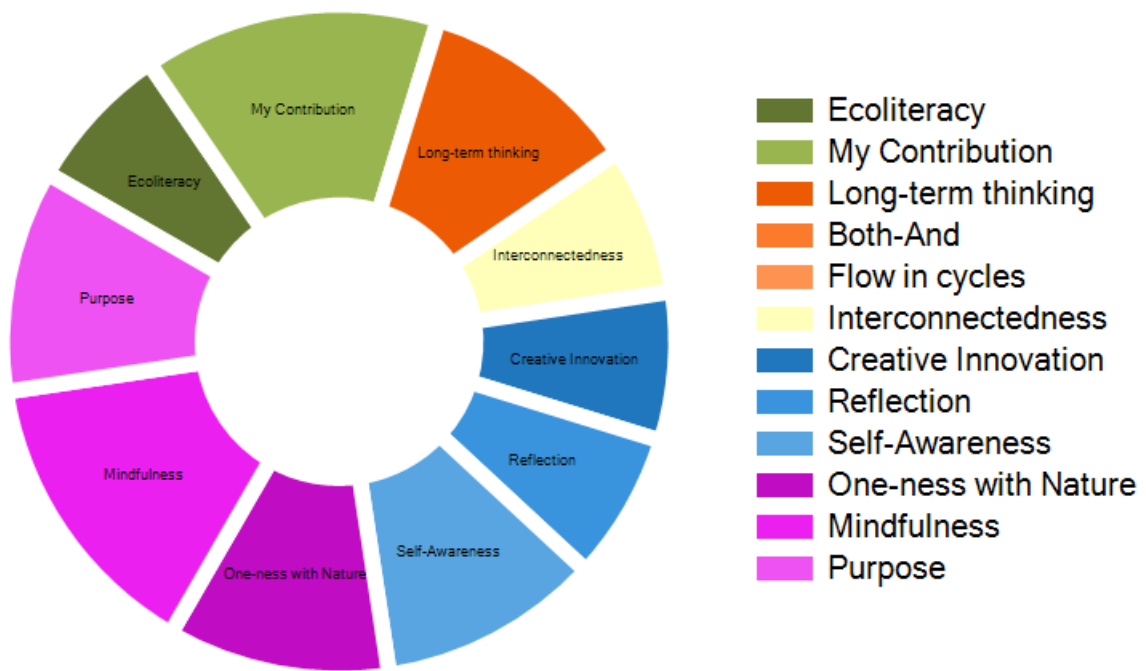 My Contribution
Long-term thinking
Ecoliteracy
Interconnectedness
Purpose
Creative Innovation
Reflection
Mindfulness
Self-Awareness
One-ness with Nature
Ecoliteracy
My Contribution
Long-term thinking
Both-And
Flow in cycles
Interconnectedness
Creative Innovation
Reflection
Self-Awareness
One-ness with Nature
Mindfulness
Purpose